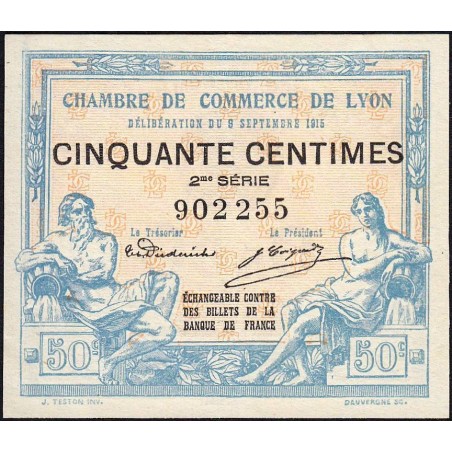 CHAMBRE DE COMMERCE DE LYON
DÉLIBÉRATION DU 9 SEPTEMBRE 1915
CINQUANTE CENTIMES
2me SÉRIE
902255
Le Trésorier Le Président
ÉCHANGEABLE CONTRE
DES BILLETS DE LA
BANQUE DE FRANCE
50c 50c
J. TESTON INV. DAUVERGNE SC.